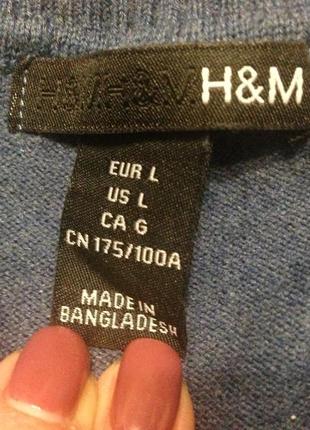 H&M H&M H&M
EUR L
US L
CA G
CN 175/100A
MADE IN
BANGLADESH